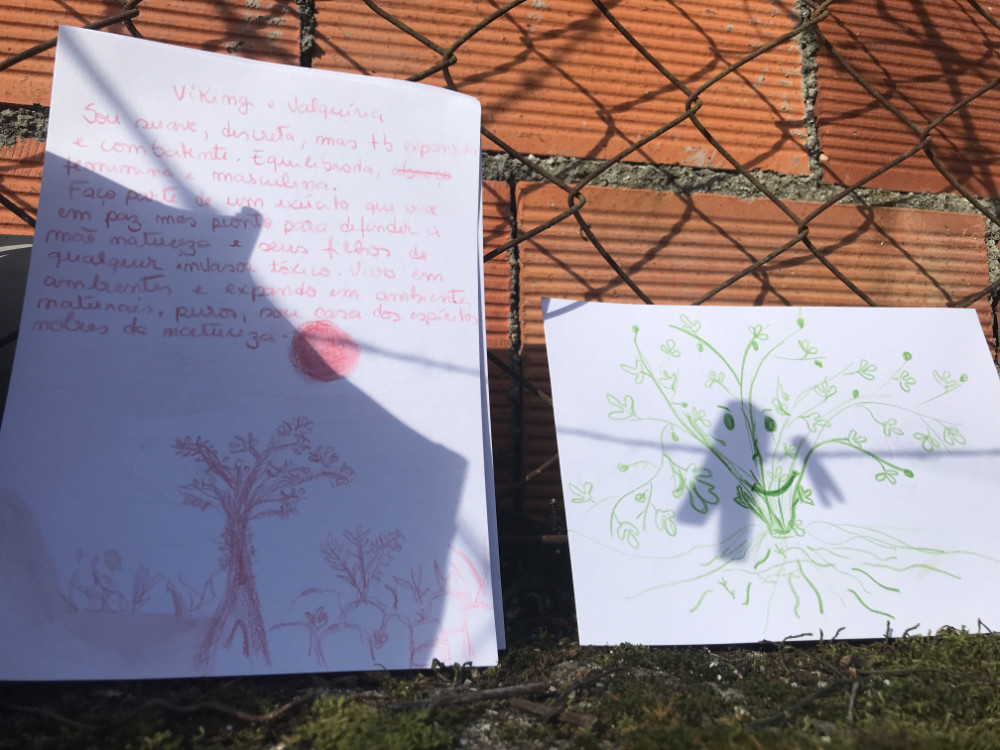 Viking e Valquíria
Sou suave, discreta, mas tb expansiva
e combatente. Equilibrada,
feminina e masculina.
Faço parte de um exército que vive
em paz mas pronto para defender a
mãe natureza e seus filhos de
qualquer invasor tóxico. Vivo em
ambientes e expando em ambientes
naturais, puros, sou casa dos espíritos
nobres da natureza.